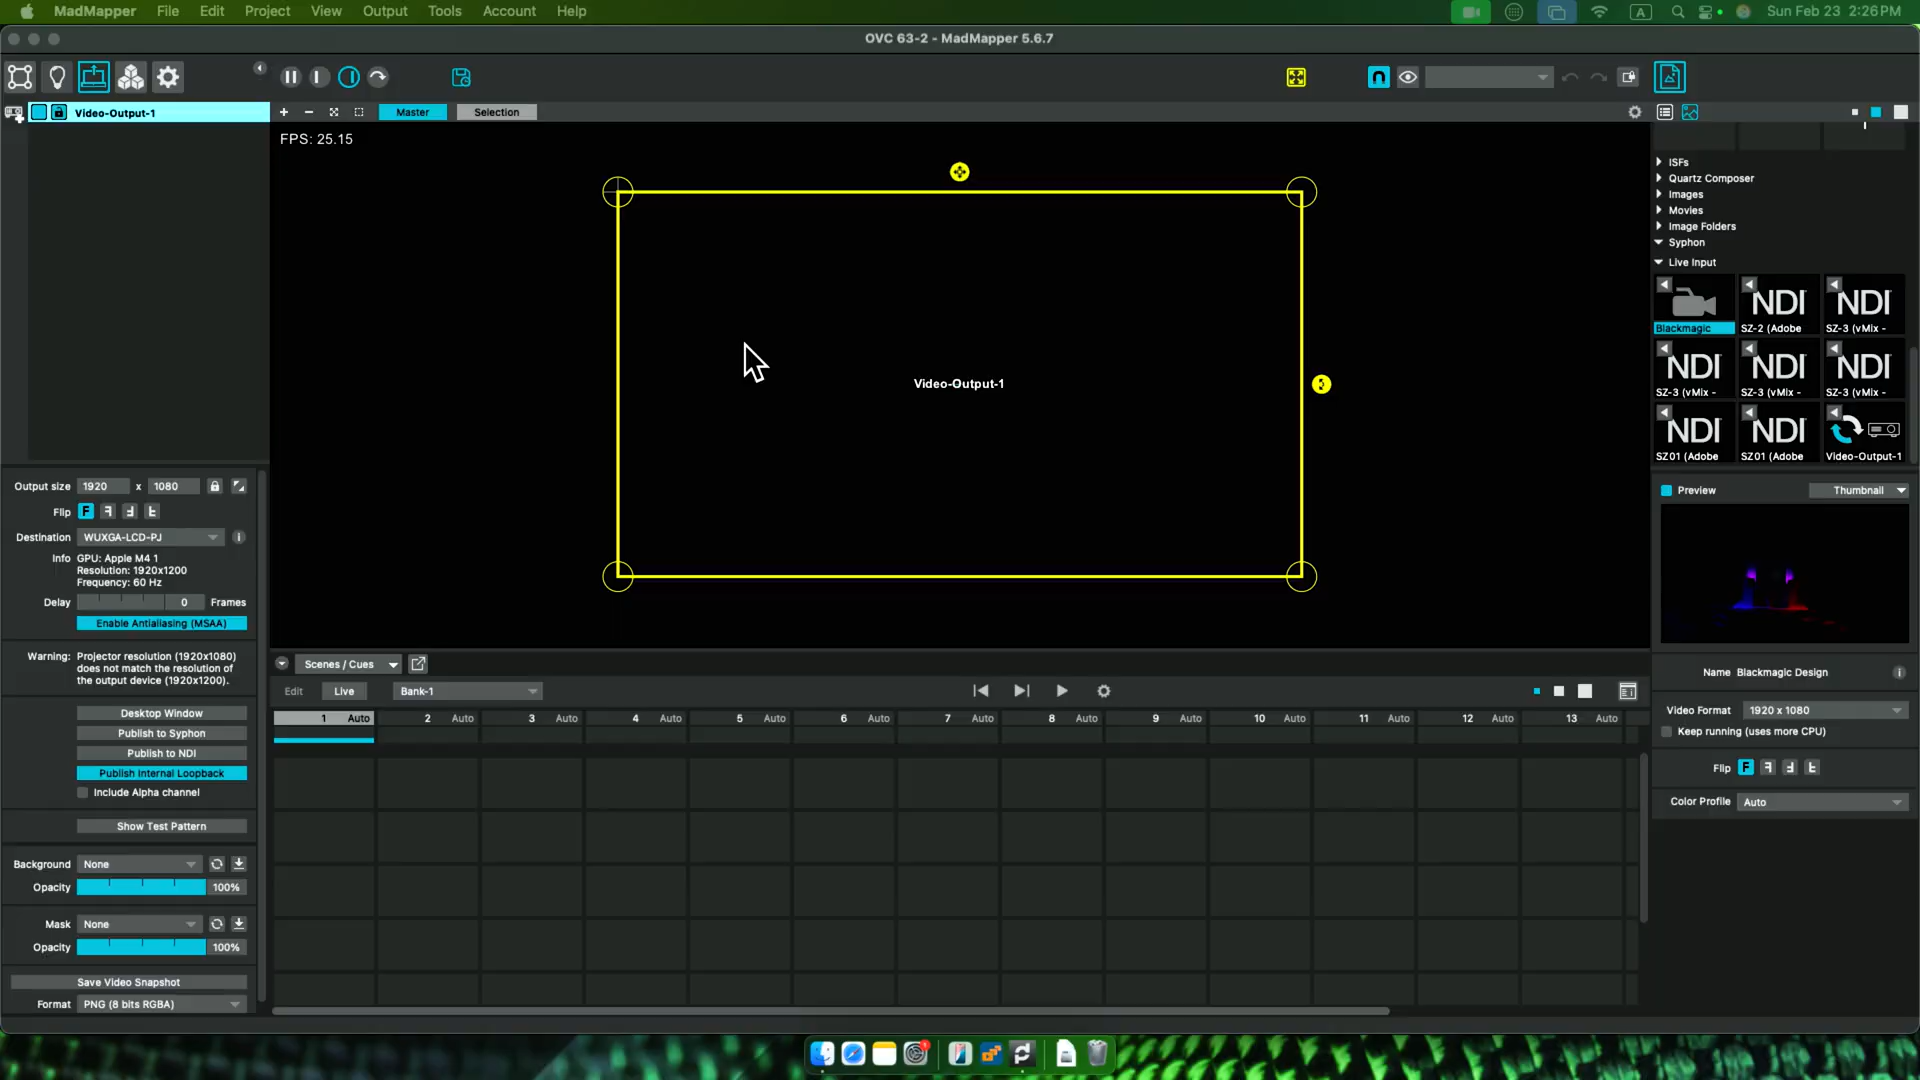 MadMapper File Edit Project View Output Tools Account Help
A
Sun Feb 23 2:26 PM
OVC 63-2 - MadMapper 5.6.7
Video-Output-1
Master Selection
FPS: 25.15
Video-Output-1
ISFs
Quartz Composer
Images
Movies
Image Folders
Syphon
Live Input
NDI NDI
Blackmagic SZ-2 (Adobe SZ-3 (vMix -
NDI NDI NDI
SZ-3 (vMix - SZ-3 (vMix - SZ-3 (vMix -
NDI NDI
SZ01 (Adobe SZ01 (Adobe Video-Output-1
Output size 1920 x 1080
Flip F F F F
Destination WUXGA-LCD-PJ i
Info GPU: Apple M4 1
Resolution: 1920x1200
Frequency: 60 Hz
Delay 0 Frames
Enable Antialiasing (MSAA)
Warning: Projector resolution (1920x1080)
does not match the resolution of
the output device (1920x1200).
Desktop Window
Publish to Syphon
Publish to NDI
Publish Internal Loopback
Include Alpha channel
Show Test Pattern
Background None
Opacity 100%
Mask None
Opacity 100%
Save Video Snapshot
Format PNG (8 bits RGBA)
Scenes / Cues
Edit Live Bank-1
1 Auto 2 Auto 3 Auto 4 Auto 5 Auto 6 Auto 7 Auto 8 Auto 9 Auto 10 Auto 11 Auto 12 Auto 13 Auto
Preview Thumbnail
Name Blackmagic Design i
Video Format 1920 x 1080
Keep running (uses more CPU)
Flip F F F F
Color Profile Auto
1